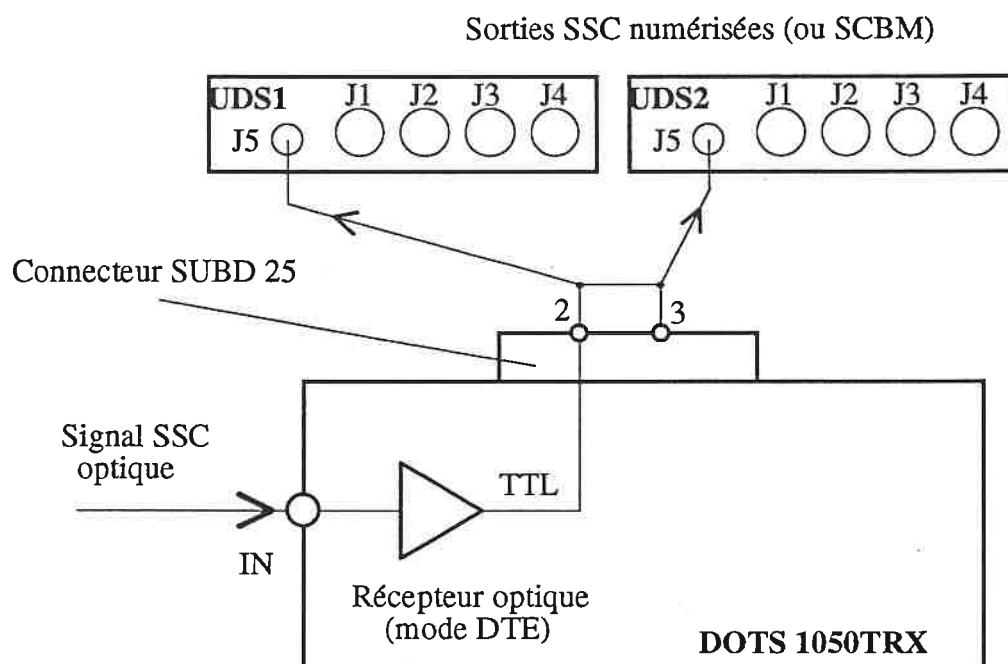 Sorties SSC numérisées (ou SCBM)
UDS1 J1 J2 J3 J4
J5
UDS2 J1 J2 J3 J4
J5
Connecteur SUBD 25
2 3
Signal SSC
optique
TTL
IN
Récepteur optique
(mode DTE)
DOTS 1050TRX